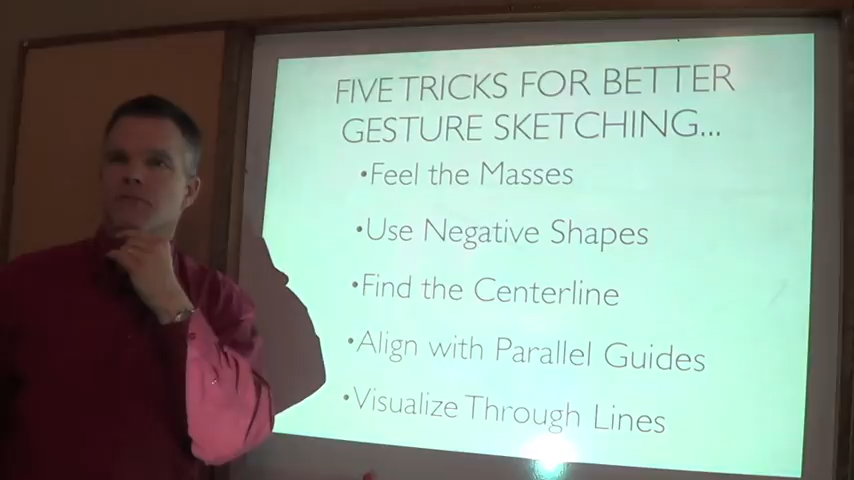 FIVE TRICKS FOR BETTER
GESTURE SKETCHING...
•Feel the Masses
•Use Negative Shapes
•Find the Centerline
•Align with Parallel Guides
•Visualize Through Lines